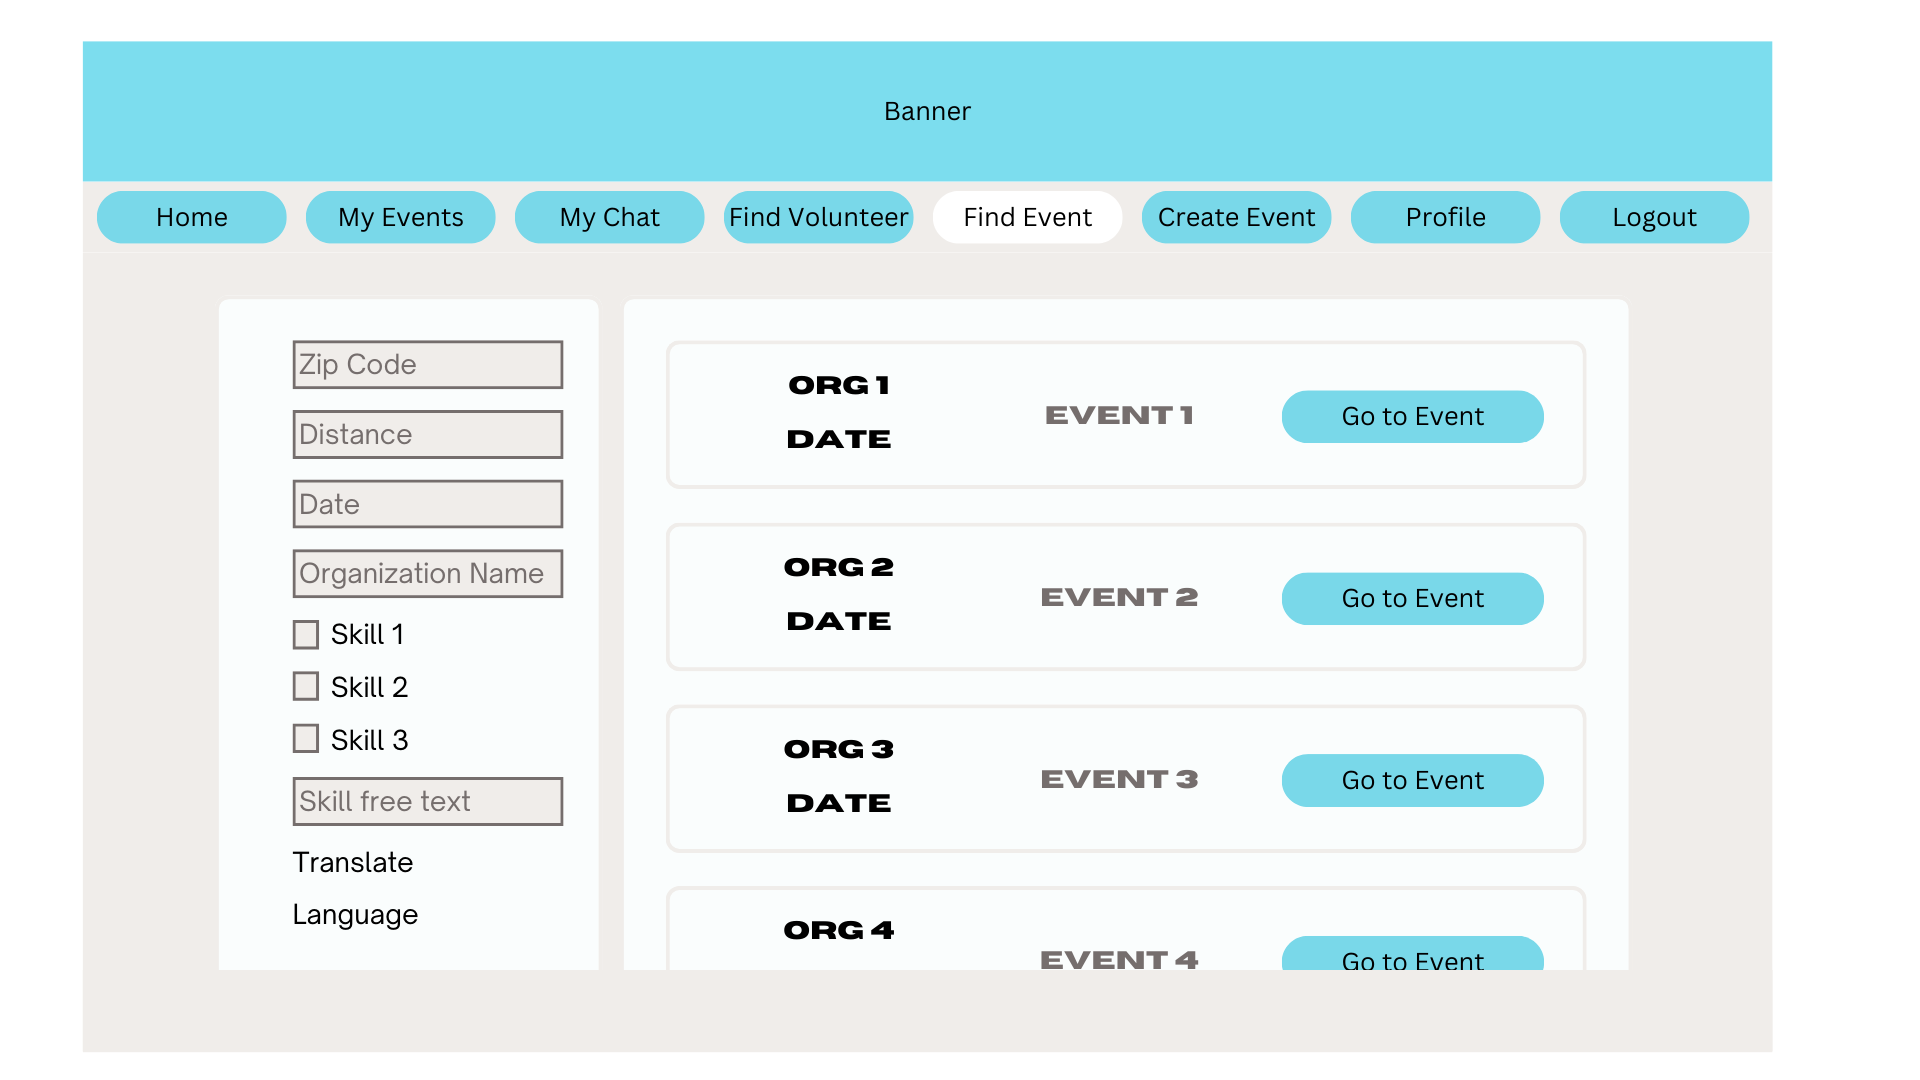 Banner
Home
My Events
My Chat
Find Volunteer
Find Event
Create Event
Profile
Logout
Zip Code
Distance
Date
Organization Name
Skill 1
Skill 2
Skill 3
Skill free text
Translate
Language
ORG 1
DATE
EVENT 1
Go to Event
ORG 2
DATE
EVENT 2
Go to Event
ORG 3
DATE
EVENT 3
Go to Event
ORG 4
EVENT 4
Go to Event